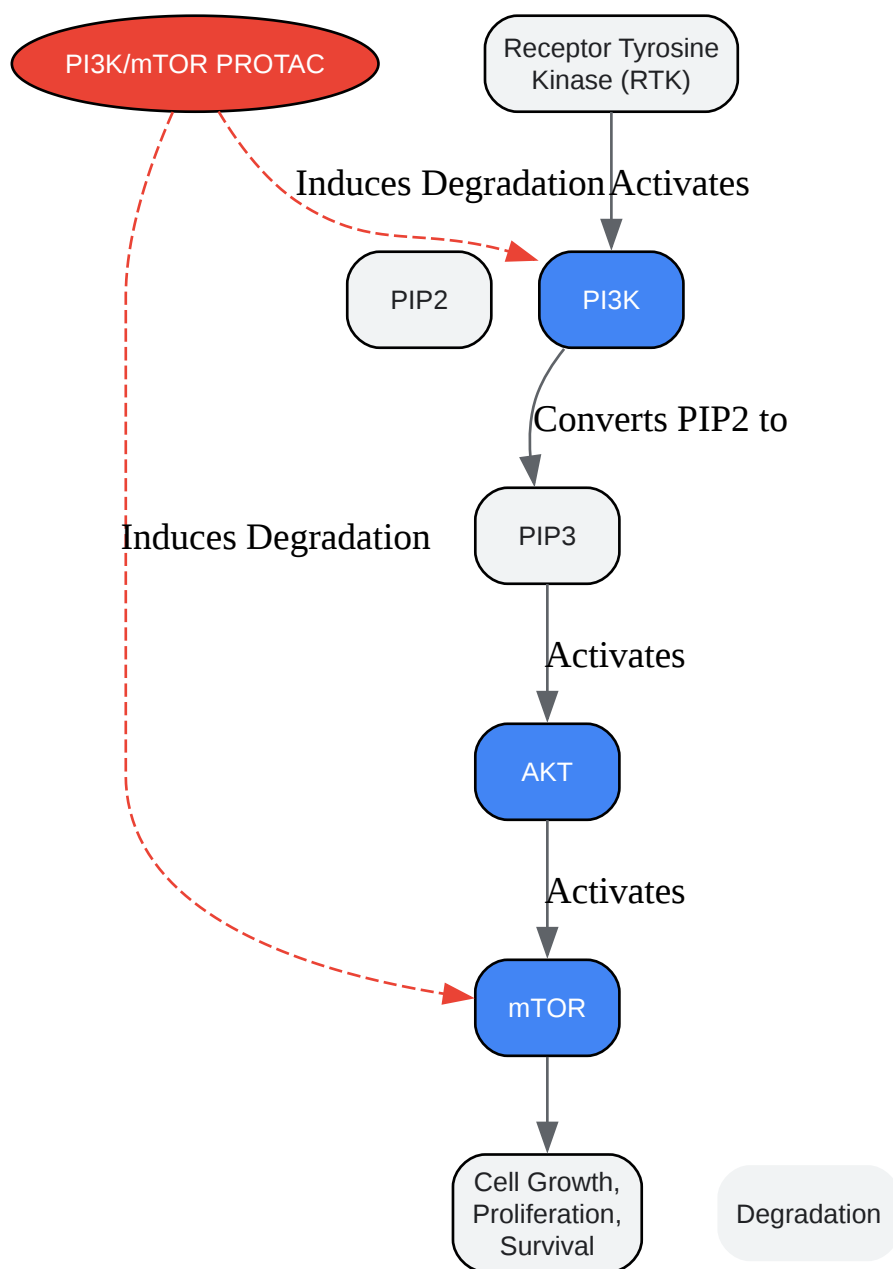 PI3K/mTOR PROTAC
Receptor Tyrosine
Kinase (RTK)
Induces Degradation
Activates
PIP2
PI3K
Converts PIP2 to
Induces Degradation
PIP3
Activates
AKT
Activates
mTOR
Cell Growth,
Proliferation,
Survival
Degradation